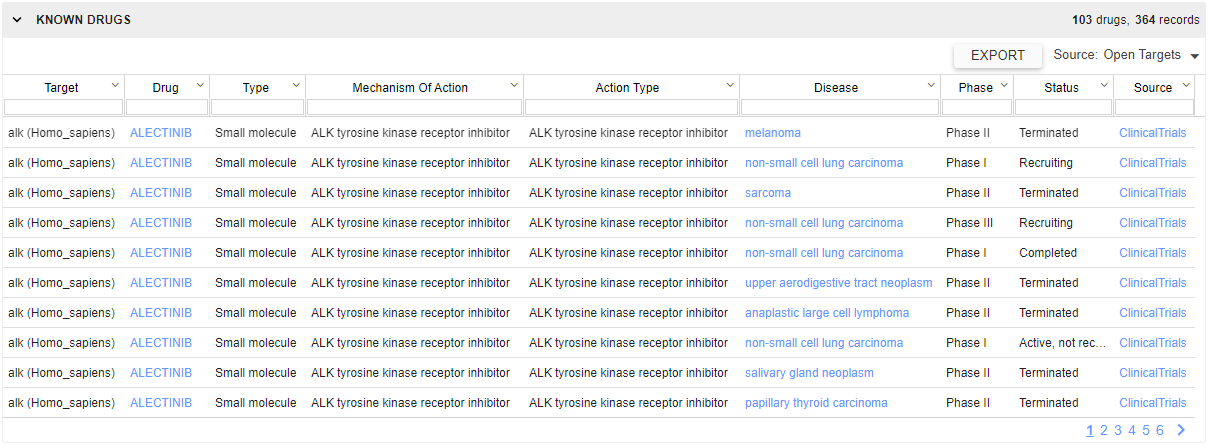 KNOWN DRUGS 103 drugs, 364 records
EXPORT Source: Open Targets
Target Drug Type Mechanism Of Action Action Type Disease Phase Status Source
alk (Homo_sapiens) ALECTINIB Small molecule ALK tyrosine kinase receptor inhibitor ALK tyrosine kinase receptor inhibitor melanoma Phase II Terminated ClinicalTrials
alk (Homo_sapiens) ALECTINIB Small molecule ALK tyrosine kinase receptor inhibitor ALK tyrosine kinase receptor inhibitor non-small cell lung carcinoma Phase I Recruiting ClinicalTrials
alk (Homo_sapiens) ALECTINIB Small molecule ALK tyrosine kinase receptor inhibitor ALK tyrosine kinase receptor inhibitor sarcoma Phase II Terminated ClinicalTrials
alk (Homo_sapiens) ALECTINIB Small molecule ALK tyrosine kinase receptor inhibitor ALK tyrosine kinase receptor inhibitor non-small cell lung carcinoma Phase III Recruiting ClinicalTrials
alk (Homo_sapiens) ALECTINIB Small molecule ALK tyrosine kinase receptor inhibitor ALK tyrosine kinase receptor inhibitor non-small cell lung carcinoma Phase I Completed ClinicalTrials
alk (Homo_sapiens) ALECTINIB Small molecule ALK tyrosine kinase receptor inhibitor ALK tyrosine kinase receptor inhibitor upper aerodigestive tract neoplasm Phase II Terminated ClinicalTrials
alk (Homo_sapiens) ALECTINIB Small molecule ALK tyrosine kinase receptor inhibitor ALK tyrosine kinase receptor inhibitor anaplastic large cell lymphoma Phase II Terminated ClinicalTrials
alk (Homo_sapiens) ALECTINIB Small molecule ALK tyrosine kinase receptor inhibitor ALK tyrosine kinase receptor inhibitor non-small cell lung carcinoma Phase I Active, not rec... ClinicalTrials
alk (Homo_sapiens) ALECTINIB Small molecule ALK tyrosine kinase receptor inhibitor ALK tyrosine kinase receptor inhibitor salivary gland neoplasm Phase II Terminated ClinicalTrials
alk (Homo_sapiens) ALECTINIB Small molecule ALK tyrosine kinase receptor inhibitor ALK tyrosine kinase receptor inhibitor papillary thyroid carcinoma Phase II Terminated ClinicalTrials
1 2 3 4 5 6